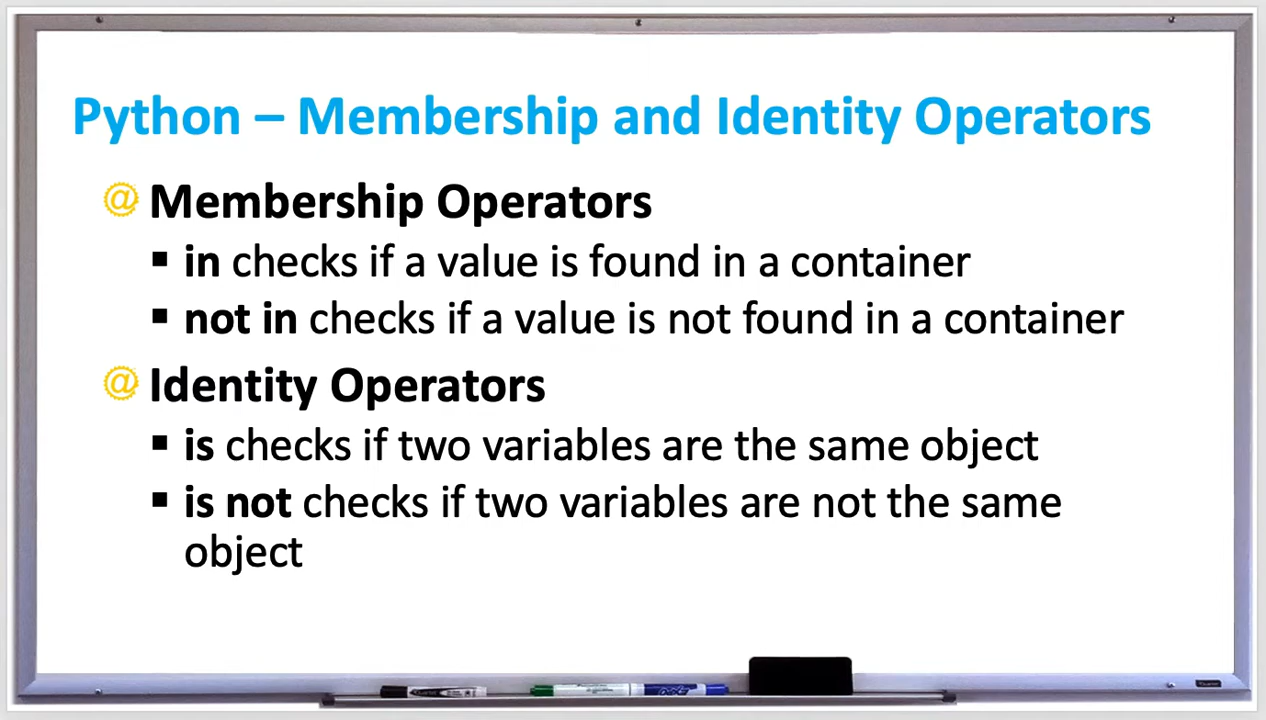 Python – Membership and Identity Operators
@ Membership Operators
▪ in checks if a value is found in a container
▪ not in checks if a value is not found in a container
@ Identity Operators
▪ is checks if two variables are the same object
▪ is not checks if two variables are not the same
object